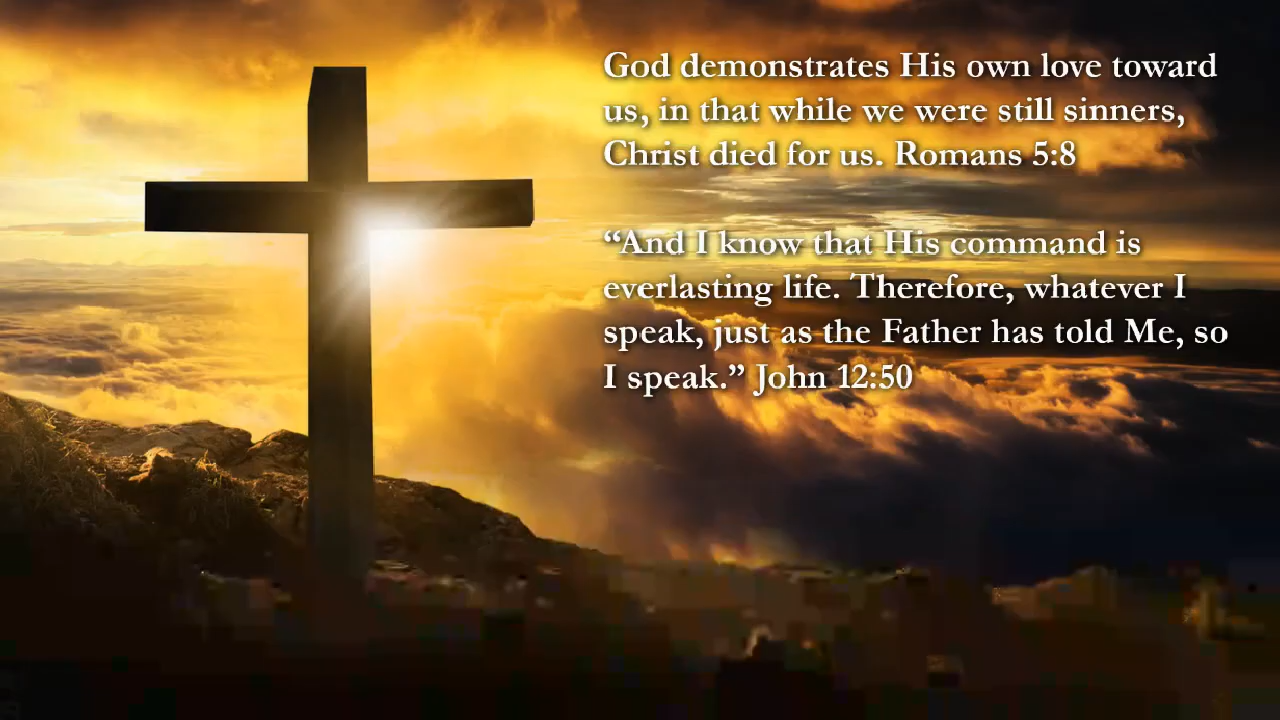 God demonstrates His own love toward
us, in that while we were still sinners,
Christ died for us. Romans 5:8
“And I know that His command is
everlasting life. Therefore, whatever I
speak, just as the Father has told Me, so
I speak.” John 12:50